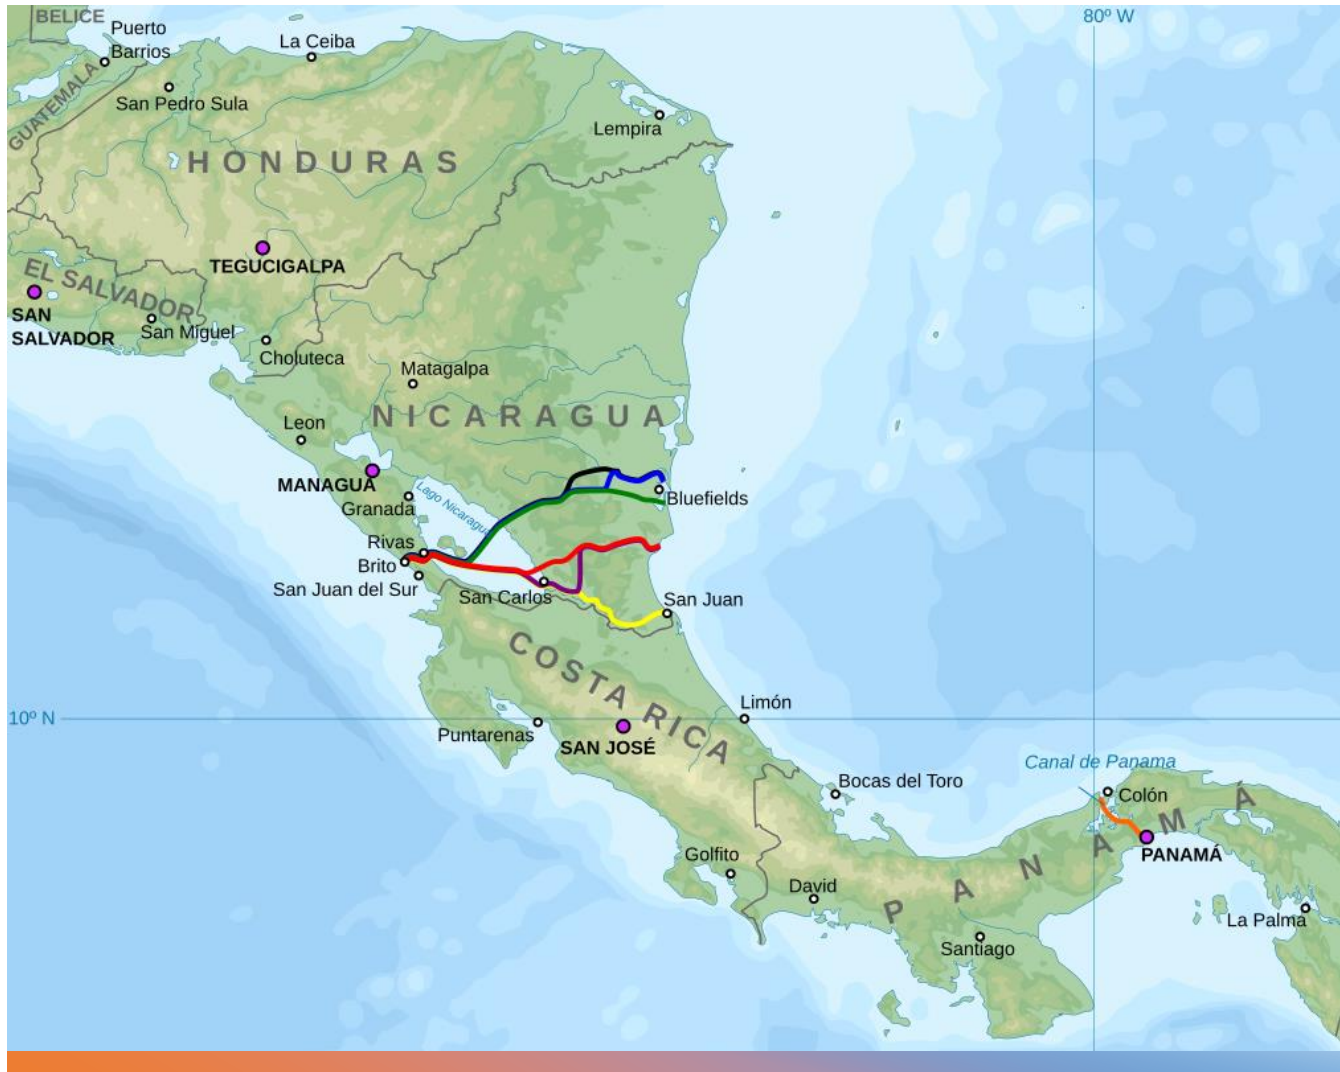 BELICE
Puerto
Barrios
La Ceiba
80º W
GUATEMALA
San Pedro Sula
Lempira
HONDURAS
TEGUCIGALPA
EL SALVADOR
SAN
SALVADOR
San Miguel
Choluteca
Matagalpa
NICARAGUA
Leon
MANAGUA
Granada
Lago Nicaragua
Bluefields
Rivas
Brito
San Juan del Sur
San Carlos
San Juan
COSTA RICA
10º N
Limón
Puntarenas
SAN JOSÉ
Canal de Panama
Bocas del Toro
Colón
PANAMÁ
PANAMÁ
Golfito
David
La Palma
Santiago